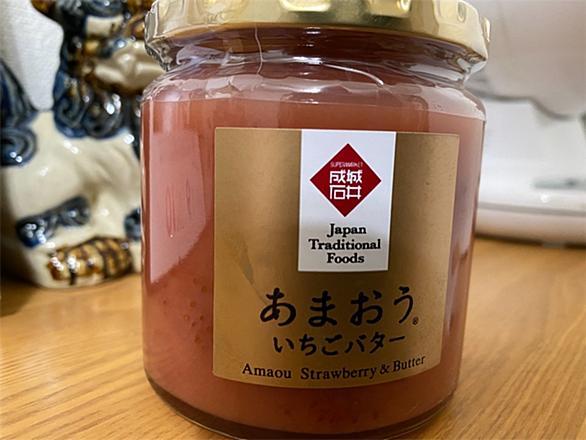 SUPERMARKET
成城
石井
Japan
Traditional
Foods
あまおう®
いちごバター
Amaou Strawberry & Butter